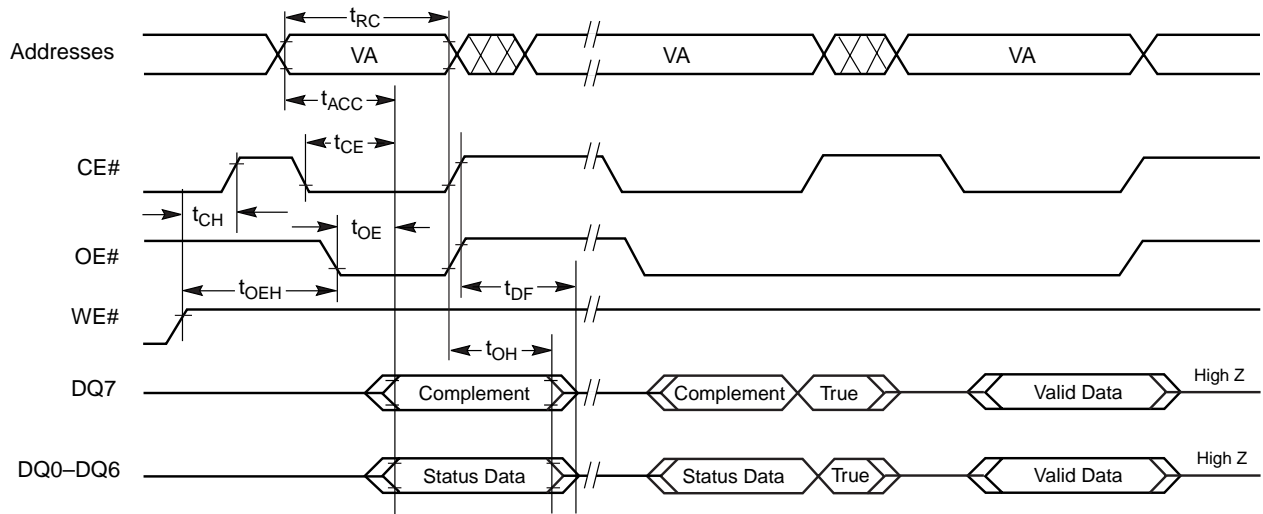 t_RC
Addresses VA VA VA
t_ACC
t_CE
CE#
t_CH t_OE
OE#
t_OEH t_DF
WE#
t_OH
DQ7 Complement Complement True Valid Data High Z
DQ0–DQ6 Status Data Status Data True Valid Data High Z